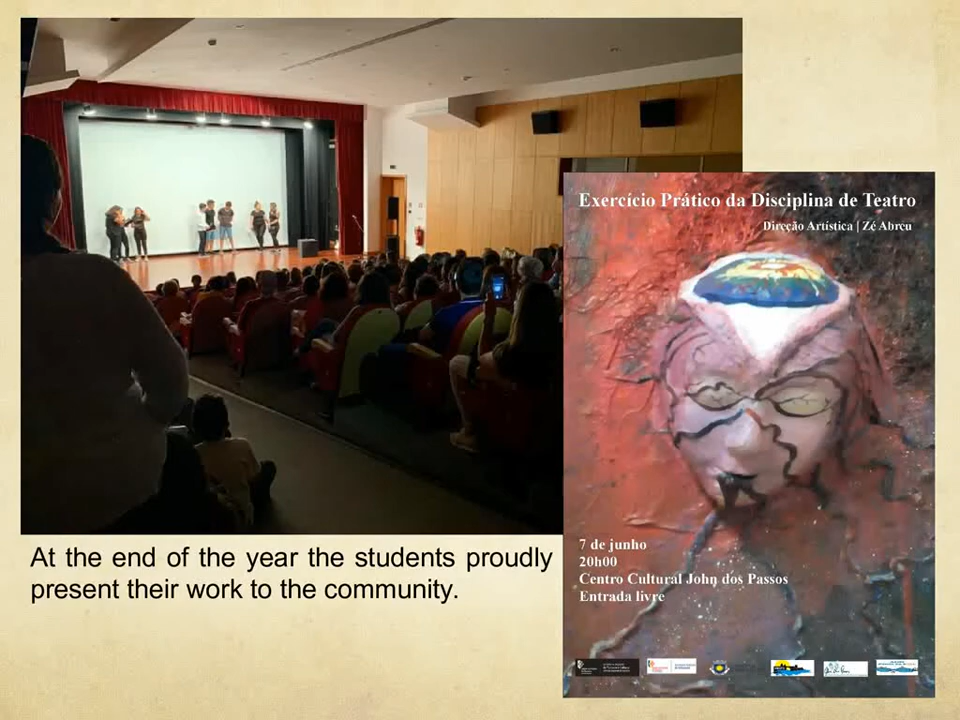 Exercício Prático da Disciplina de Teatro
Direção Artística | Zé Abreu
7 de junho
20h00
Centro Cultural John dos Passos
Entrada livre
At the end of the year the students proudly
present their work to the community.